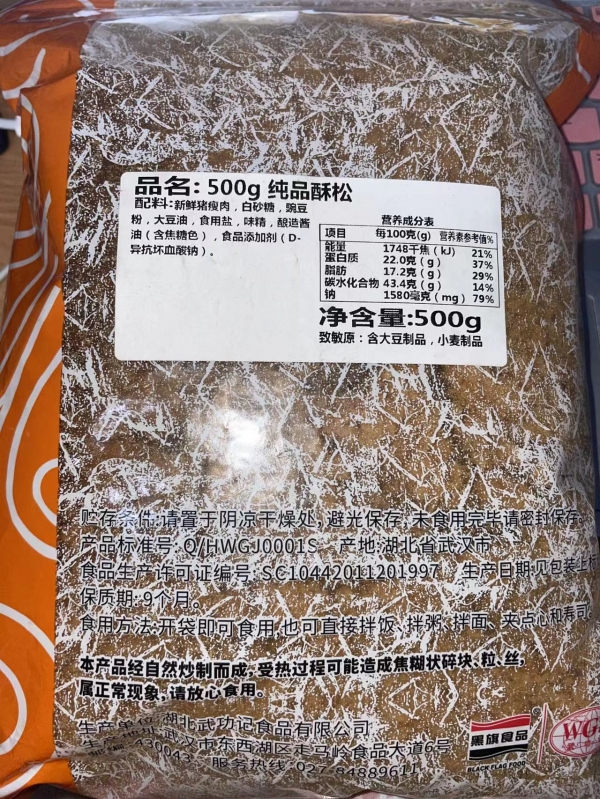 品名: 500g 纯品酥松
配料:新鲜猪瘦肉，白砂糖，豌豆
粉，大豆油，食用盐，味精，酿造酱
油（含焦糖色），食品添加剂（D-
异抗坏血酸钠）。
营养成分表
项目 每100克(g) 营养素参考值%
能量 1748千焦（kJ） 21%
蛋白质 22.0克（g） 37%
脂肪 17.2克（g） 29%
碳水化合物 43.4克（g） 14%
钠 1580毫克（mg） 79%
净含量:500g
致敏原：含大豆制品，小麦制品
贮存条件:请置于阴凉干燥处,避光保存,未食用完毕请密封保存。
产品标准号:Q/HWGJ0001S 产地:湖北省武汉市
食品生产许可证编号:SC10442011201997 生产日期:见包装上
保质期:9个月。
食用方法:开袋即可食用,也可直接拌饭、拌粥、拌面、夹点心和寿司。
本产品经自然炒制而成,受热过程可能造成焦糊状碎块、粒、丝,
属正常现象,请放心食用。
生产单位:湖北武功记食品有限公司
武汉市东西湖区走马岭食品大道6号
430043 服务热线:027-84889611
黑旗食品
BLACK FLAG FOOD
WG